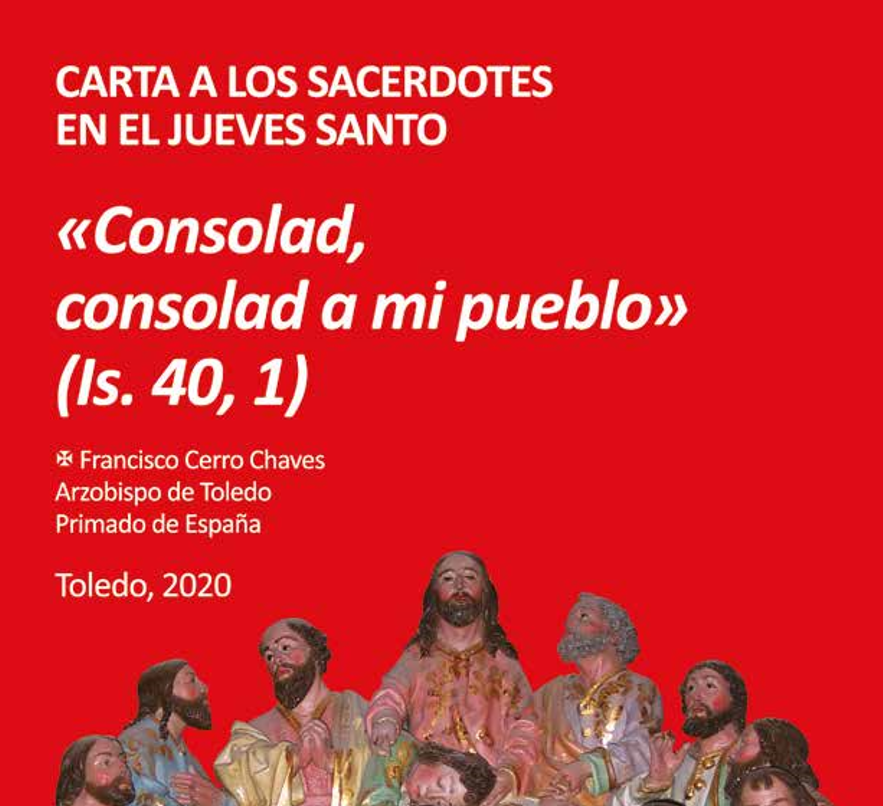 CARTA A LOS SACERDOTES
EN EL JUEVES SANTO
«Consolad,
consolad a mi pueblo»
(Is. 40, 1)
✠ Francisco Cerro Chaves
Arzobispo de Toledo
Primado de España
Toledo, 2020